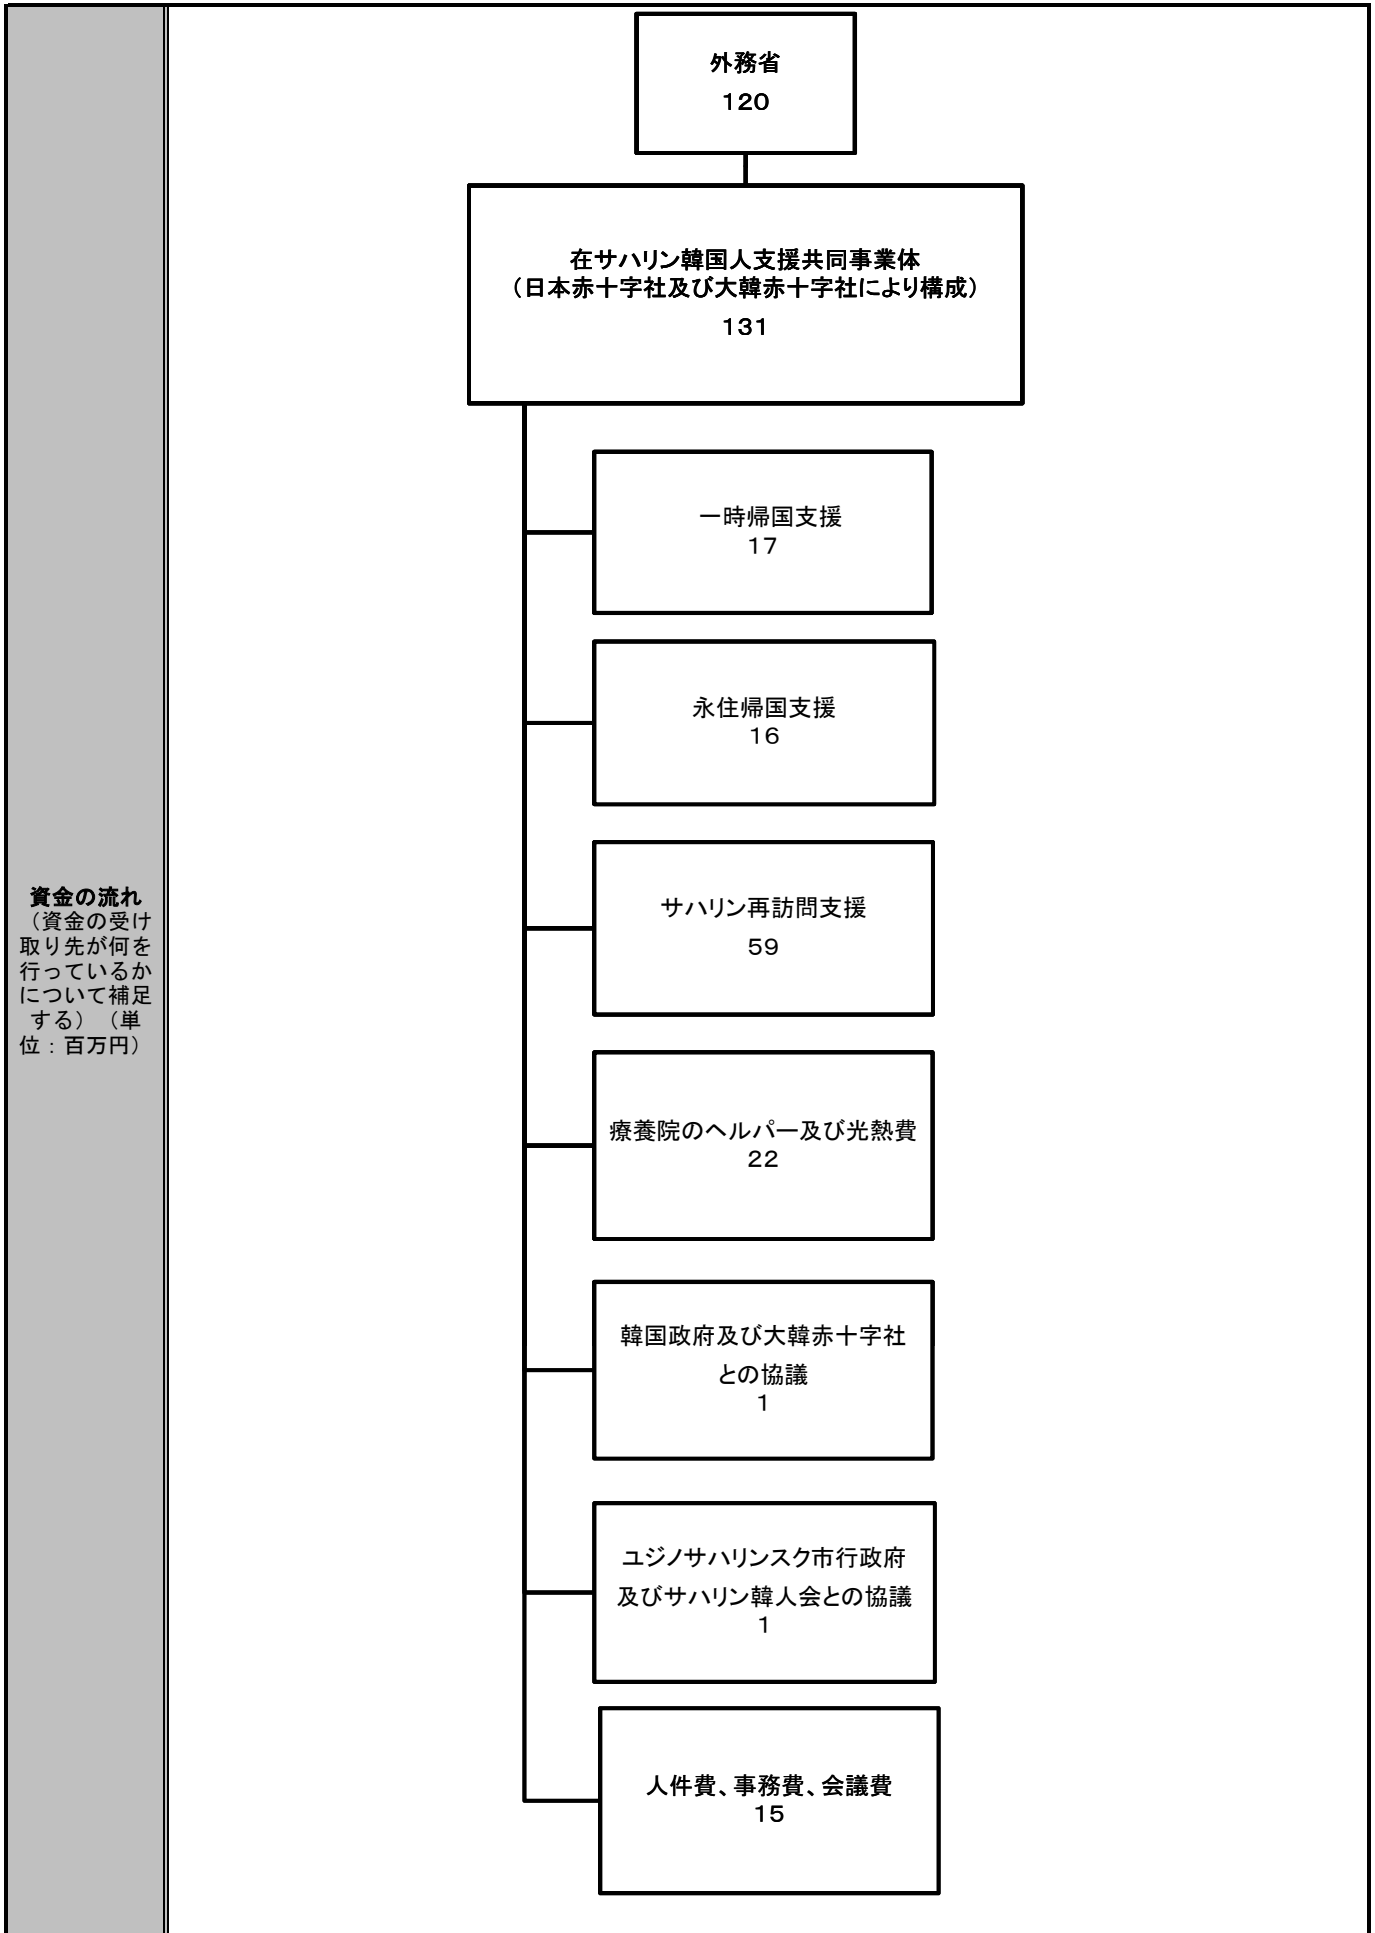 外務省
120
在サハリン韓国人支援共同事業体
（日本赤十字社及び大韓赤十字社により構成）
131
一時帰国支援
17
永住帰国支援
16
サハリン再訪問支援
59
療養院のヘルパー及び光熱費
22
韓国政府及び大韓赤十字社
との協議
1
ユジノサハリンスク市行政府
及びサハリン韓人会との協議
1
人件費、事務費、会議費
15
資金の流れ
（資金の受け
取り先が何を
行っているか
について補足
する）（単
位：百万円）